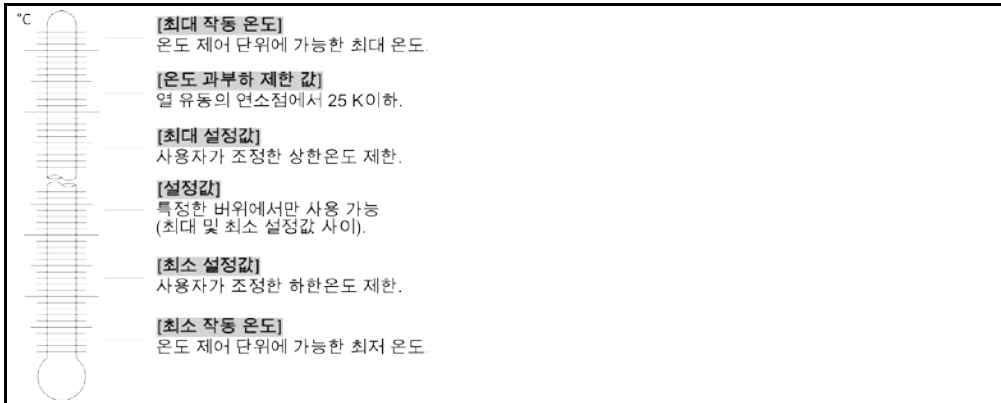 °C
[최대 작동 온도]
온도 제어 단위에 가능한 최대 온도.
[온도 과부하 제한 값]
열 유동의 연소점에서 25 K이하.
[최대 설정값]
사용자가 조정한 상한온도 제한.
[설정값]
특정한 버위에서만 사용 가능
(최대 및 최소 설정값 사이).
[최소 설정값]
사용자가 조정한 하한온도 제한.
[최소 작동 온도]
온도 제어 단위에 가능한 최저 온도.